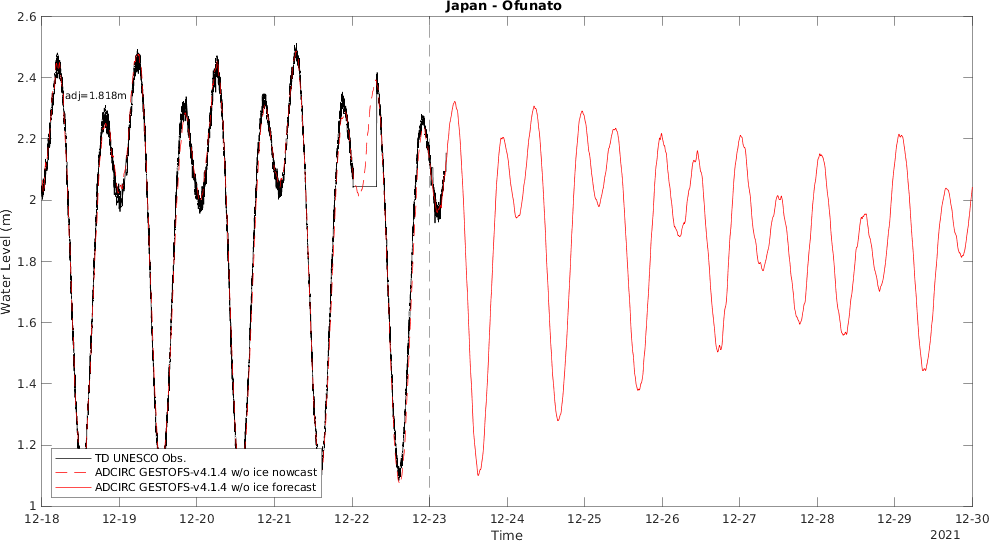 Japan - Ofunato
2.6
2.4
2.2
2
1.8
1.6
1.4
1.2
1
Water Level (m)
adj=1.818m
TD UNESCO Obs.
ADCIRC GESTOFS-v4.1.4 w/o ice nowcast
ADCIRC GESTOFS-v4.1.4 w/o ice forecast
12-18 12-19 12-20 12-21 12-22 12-23 12-24 12-25 12-26 12-27 12-28 12-29 12-30
Time
2021